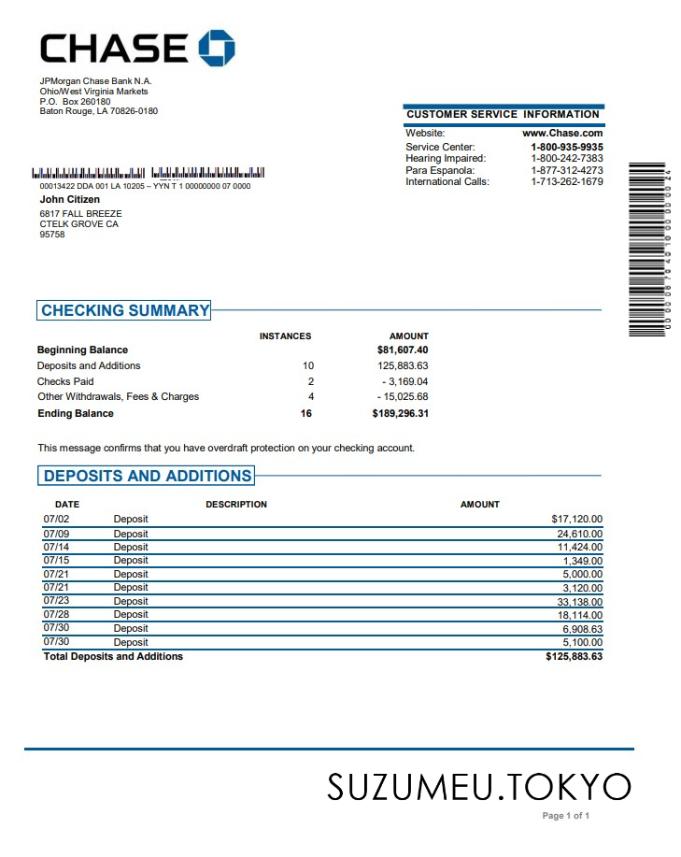 CHASE
JPMorgan Chase Bank N.A.
Ohio/West Virginia Markets
P.O. Box 260180
Baton Rouge, LA 70826-0180
CUSTOMER SERVICE INFORMATION
Website: www.Chase.com
Service Center: 1-800-935-9935
Hearing Impaired: 1-800-242-7383
Para Espanola: 1-877-312-4273
International Calls: 1-713-262-1679
00013422 DDA 001 LA 10205 – YYN T 1 00000000 07 0000
John Citizen
6817 FALL BREEZE
CTELK GROVE CA
95758
CHECKING SUMMARY
INSTANCES AMOUNT
Beginning Balance $81,607.40
Deposits and Additions 10 125,883.63
Checks Paid 2 - 3,169.04
Other Withdrawals, Fees & Charges 4 - 15,025.68
Ending Balance 16 $189,296.31
This message confirms that you have overdraft protection on your checking account.
DEPOSITS AND ADDITIONS
DATE DESCRIPTION AMOUNT
07/02 Deposit $17,120.00
07/09 Deposit 24,610.00
07/14 Deposit 11,424.00
07/15 Deposit 1,349.00
07/21 Deposit 5,000.00
07/21 Deposit 3,120.00
07/23 Deposit 33,138.00
07/28 Deposit 18,114.00
07/30 Deposit 6,908.63
07/30 Deposit 5,100.00
Total Deposits and Additions $125,883.63
SUZUMEU.TOKYO
Page 1 of 1